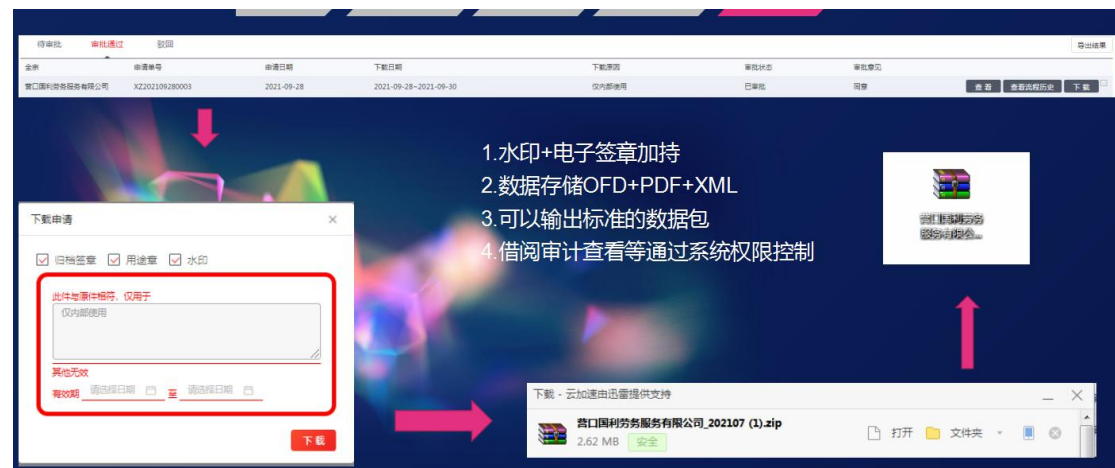 待审批 审批通过 驳回 导出结果
全宗 申请单号 申请日期 下载日期 下载原因 审批状态 审批意见
营口国利劳务服务有限公司 XZ202109280003 2021-09-28 2021-09-28~2021-09-30 仅内部使用 已审批 同意 查 看 查看流程历史 下 载
1.水印+电子签章加持
2.数据存储OFD+PDF+XML
3.可以输出标准的数据包
4.借阅审计查看等通过系统权限控制
营口国利劳务
服务有限公...
下载申请 ×
归档签章 用途章 水印
此件与原件相符，仅用于
仅内部使用
其他无效
有效期 请选择日期 至 请选择日期
下 载
下载 - 云加速由迅雷提供支持
营口国利劳务服务有限公司_202107 (1).zip
2.62 MB 安全 打开 文件夹